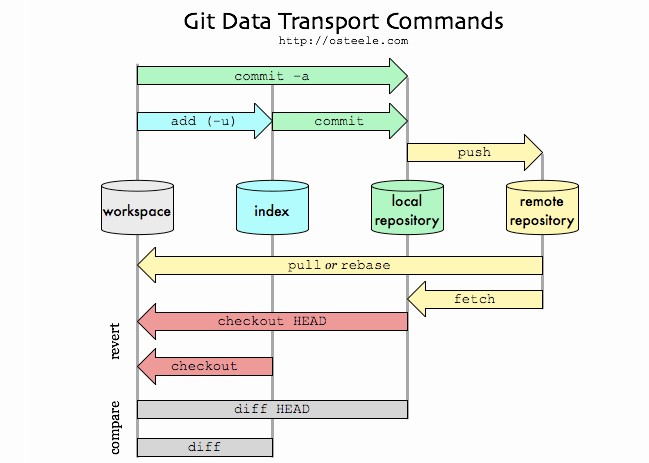 Git Data Transport Commands
http://osteele.com
commit -a
add (-u)
commit
push
workspace
index
local
repository
remote
repository
pull or rebase
fetch
revert
checkout HEAD
checkout
compare
diff HEAD
diff